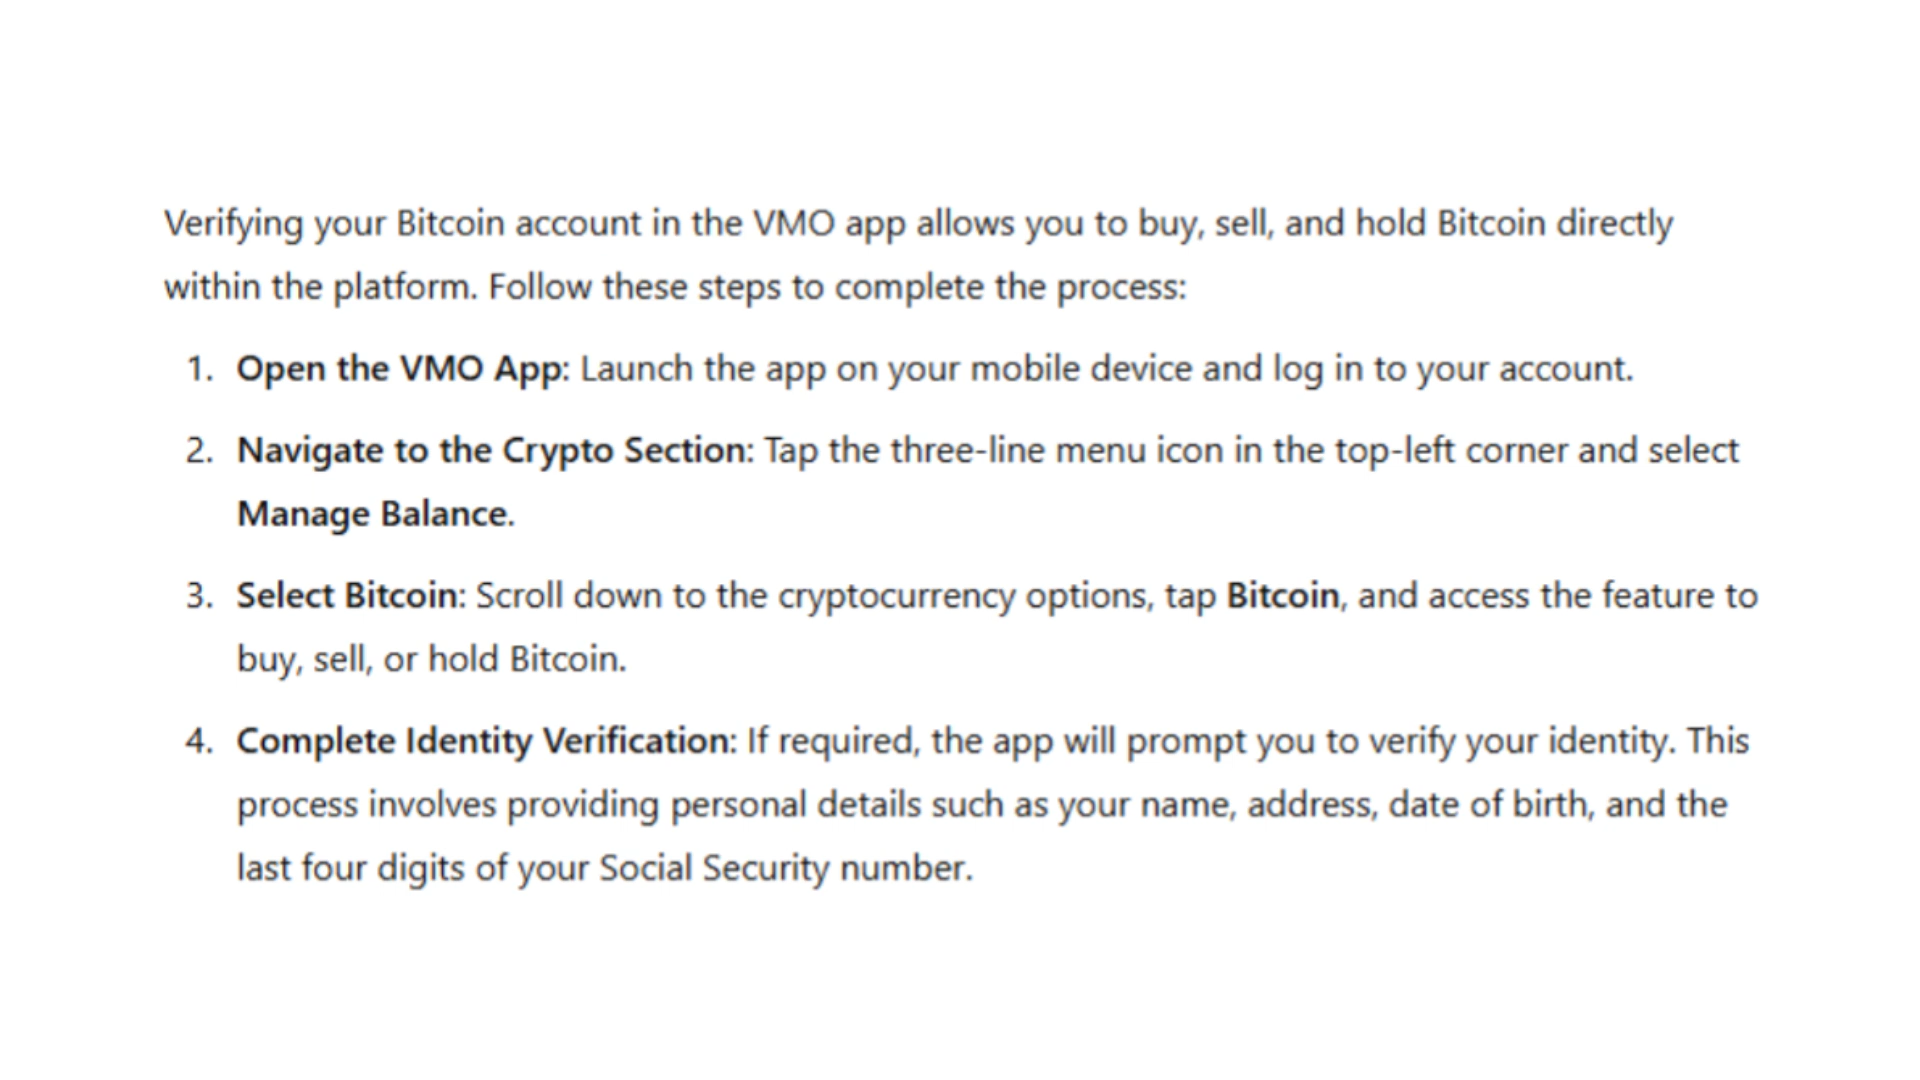 Verifying your Bitcoin account in the VMO app allows you to buy, sell, and hold Bitcoin directly
within the platform. Follow these steps to complete the process:
1. Open the VMO App: Launch the app on your mobile device and log in to your account.
2. Navigate to the Crypto Section: Tap the three-line menu icon in the top-left corner and select
Manage Balance.
3. Select Bitcoin: Scroll down to the cryptocurrency options, tap Bitcoin, and access the feature to
buy, sell, or hold Bitcoin.
4. Complete Identity Verification: If required, the app will prompt you to verify your identity. This
process involves providing personal details such as your name, address, date of birth, and the
last four digits of your Social Security number.